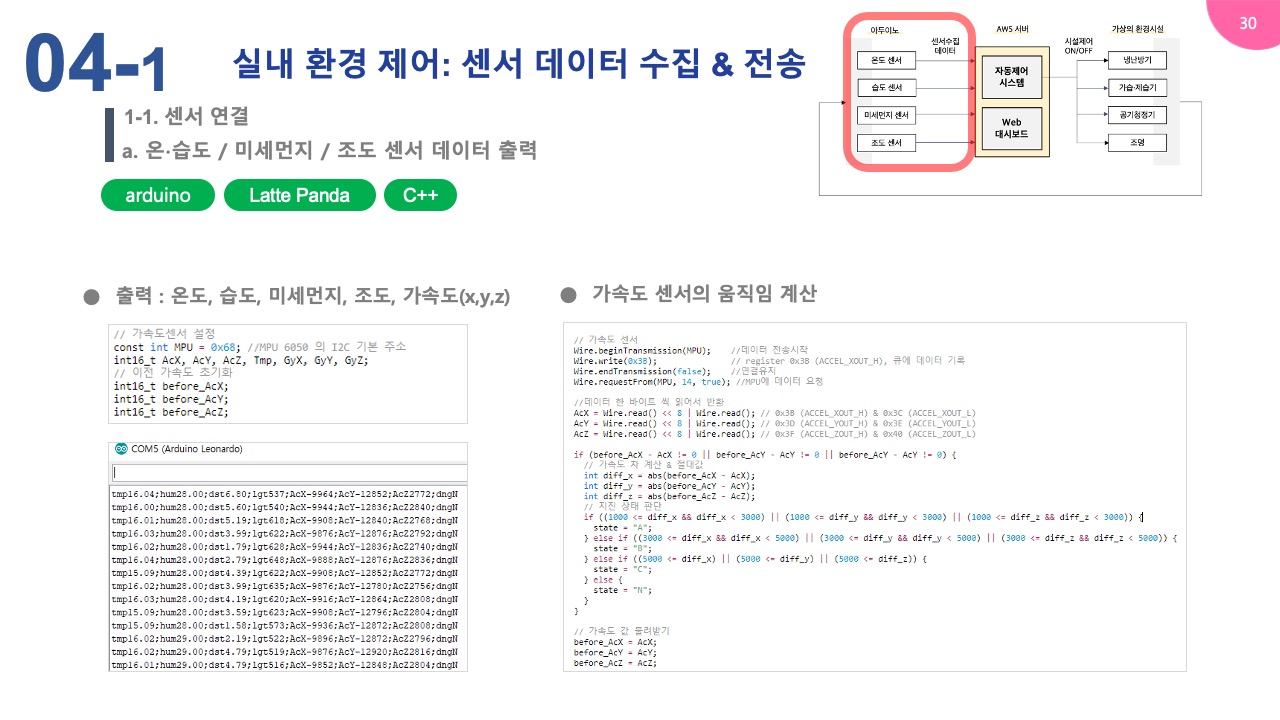 30
04-1
실내 환경 제어: 센서 데이터 수집 & 전송
1-1. 센서 연결
a. 온·습도 / 미세먼지 / 조도 센서 데이터 출력
arduino
Latte Panda
C++
아두이노
센서수집
데이터
AWS 서버
시설제어
ON/OFF
가상의 환경시설
온도 센서
습도 센서
미세먼지 센서
조도 센서
자동제어
시스템
Web
대시보드
냉난방기
가습·제습기
공기청정기
조명
● 출력 : 온도, 습도, 미세먼지, 조도, 가속도(x,y,z)
// 가속도센서 설정
const int MPU = 0x68; //MPU 6050 의 I2C 기본 주소
int16_t AcX, AcY, AcZ, Tmp, GyX, GyY, GyZ;
// 이전 가속도 초기화
int16_t before_AcX;
int16_t before_AcY;
int16_t before_AcZ;
COM5 (Arduino Leonardo)
tmp16.04;hum28.00;dst6.80;lgt537;AcX-9964;AcY-12852;AcZ2772;dngN
tmp16.00;hum28.00;dst5.60;lgt540;AcX-9944;AcY-12836;AcZ2840;dngN
tmp16.01;hum28.00;dst5.19;lgt618;AcX-9908;AcY-12840;AcZ2768;dngN
tmp16.03;hum28.00;dst3.99;lgt622;AcX-9876;AcY-12876;AcZ2792;dngN
tmp16.02;hum28.00;dst1.79;lgt628;AcX-9944;AcY-12836;AcZ2740;dngN
tmp16.04;hum28.00;dst2.79;lgt648;AcX-9888;AcY-12876;AcZ2836;dngN
tmp15.09;hum28.00;dst4.39;lgt622;AcX-9908;AcY-12852;AcZ2772;dngN
tmp16.02;hum28.00;dst3.99;lgt635;AcX-9876;AcY-12780;AcZ2756;dngN
tmp16.03;hum28.00;dst4.19;lgt620;AcX-9916;AcY-12864;AcZ2808;dngN
tmp15.09;hum28.00;dst3.59;lgt623;AcX-9908;AcY-12796;AcZ2804;dngN
tmp15.09;hum28.00;dst1.58;lgt573;AcX-9936;AcY-12872;AcZ2808;dngN
tmp16.02;hum29.00;dst2.19;lgt522;AcX-9896;AcY-12872;AcZ2796;dngN
tmp16.02;hum29.00;dst4.79;lgt519;AcX-9876;AcY-12920;AcZ2816;dngN
tmp16.01;hum29.00;dst4.79;lgt516;AcX-9852;AcY-12848;AcZ2804;dngN
● 가속도 센서의 움직임 계산
// 가속도 센서
Wire.beginTransmission(MPU); //데이터 전송시작
Wire.write(0x3B); // register 0x3B (ACCEL_XOUT_H), 큐에 데이터 기록
Wire.endTransmission(false); //연결유지
Wire.requestFrom(MPU, 14, true); //MPU에 데이터 요청
//데이터 한 바이트 씩 읽어서 반환
AcX = Wire.read() << 8 | Wire.read(); // 0x3B (ACCEL_XOUT_H) & 0x3C (ACCEL_XOUT_L)
AcY = Wire.read() << 8 | Wire.read(); // 0x3D (ACCEL_YOUT_H) & 0x3E (ACCEL_YOUT_L)
AcZ = Wire.read() << 8 | Wire.read(); // 0x3F (ACCEL_ZOUT_H) & 0x40 (ACCEL_ZOUT_L)
if (before_AcX - AcX != 0 || before_AcY - AcY != 0 || before_AcY - AcY != 0) {
// 가속도 차 계산 & 절대값
int diff_x = abs(before_AcX - AcX);
int diff_y = abs(before_AcY - AcY);
int diff_z = abs(before_AcZ - AcZ);
// 지진 상태 판단
if ((1000 <= diff_x && diff_x < 3000) || (1000 <= diff_y && diff_y < 3000) || (1000 <= diff_z && diff_z < 3000)) {
state = "A";
} else if ((3000 <= diff_x && diff_x < 5000) || (3000 <= diff_y && diff_y < 5000) || (3000 <= diff_z && diff_z < 5000)) {
state = "B";
} else if ((5000 <= diff_x) || (5000 <= diff_y) || (5000 <= diff_z)) {
state = "C";
} else {
state = "N";
}
}
// 가속도 값 돌려받기
before_AcX = AcX;
before_AcY = AcY;
before_AcZ = AcZ;